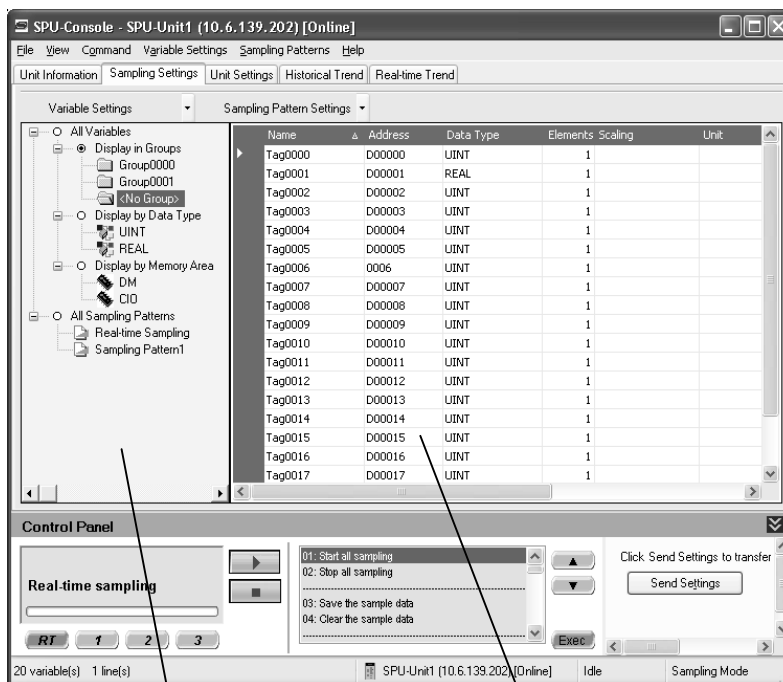 SPU-Console - SPU-Unit1 (10.6.139.202) [Online]
File View Command Variable Settings Sampling Patterns Help
Unit Information Sampling Settings Unit Settings Historical Trend Real-time Trend
Variable Settings Sampling Pattern Settings
All Variables
Display in Groups
Group0000
Group0001
<No Group>
Display by Data Type
UINT
REAL
Display by Memory Area
DM
CIO
All Sampling Patterns
Real-time Sampling
Sampling Pattern1
Name Address Data Type Elements Scaling Unit
Tag0000 D00000 UINT 1
Tag0001 D00001 REAL 1
Tag0002 D00002 UINT 1
Tag0003 D00003 UINT 1
Tag0004 D00004 UINT 1
Tag0005 D00005 UINT 1
Tag0006 0006 UINT 1
Tag0007 D00007 UINT 1
Tag0008 D00008 UINT 1
Tag0009 D00009 UINT 1
Tag0010 D00010 UINT 1
Tag0011 D00011 UINT 1
Tag0012 D00012 UINT 1
Tag0013 D00013 UINT 1
Tag0014 D00014 UINT 1
Tag0015 D00015 UINT 1
Tag0016 D00016 UINT 1
Tag0017 D00017 UINT 1
Control Panel
Real-time sampling
RT 1 2 3
01: Start all sampling
02: Stop all sampling
03: Save the sample data
04: Clear the sample data
Exec
Click Send Settings to transfer
Send Settings
20 variable(s) 1 line(s) SPU-Unit1 (10.6.139.202) [Online] Idle Sampling Mode